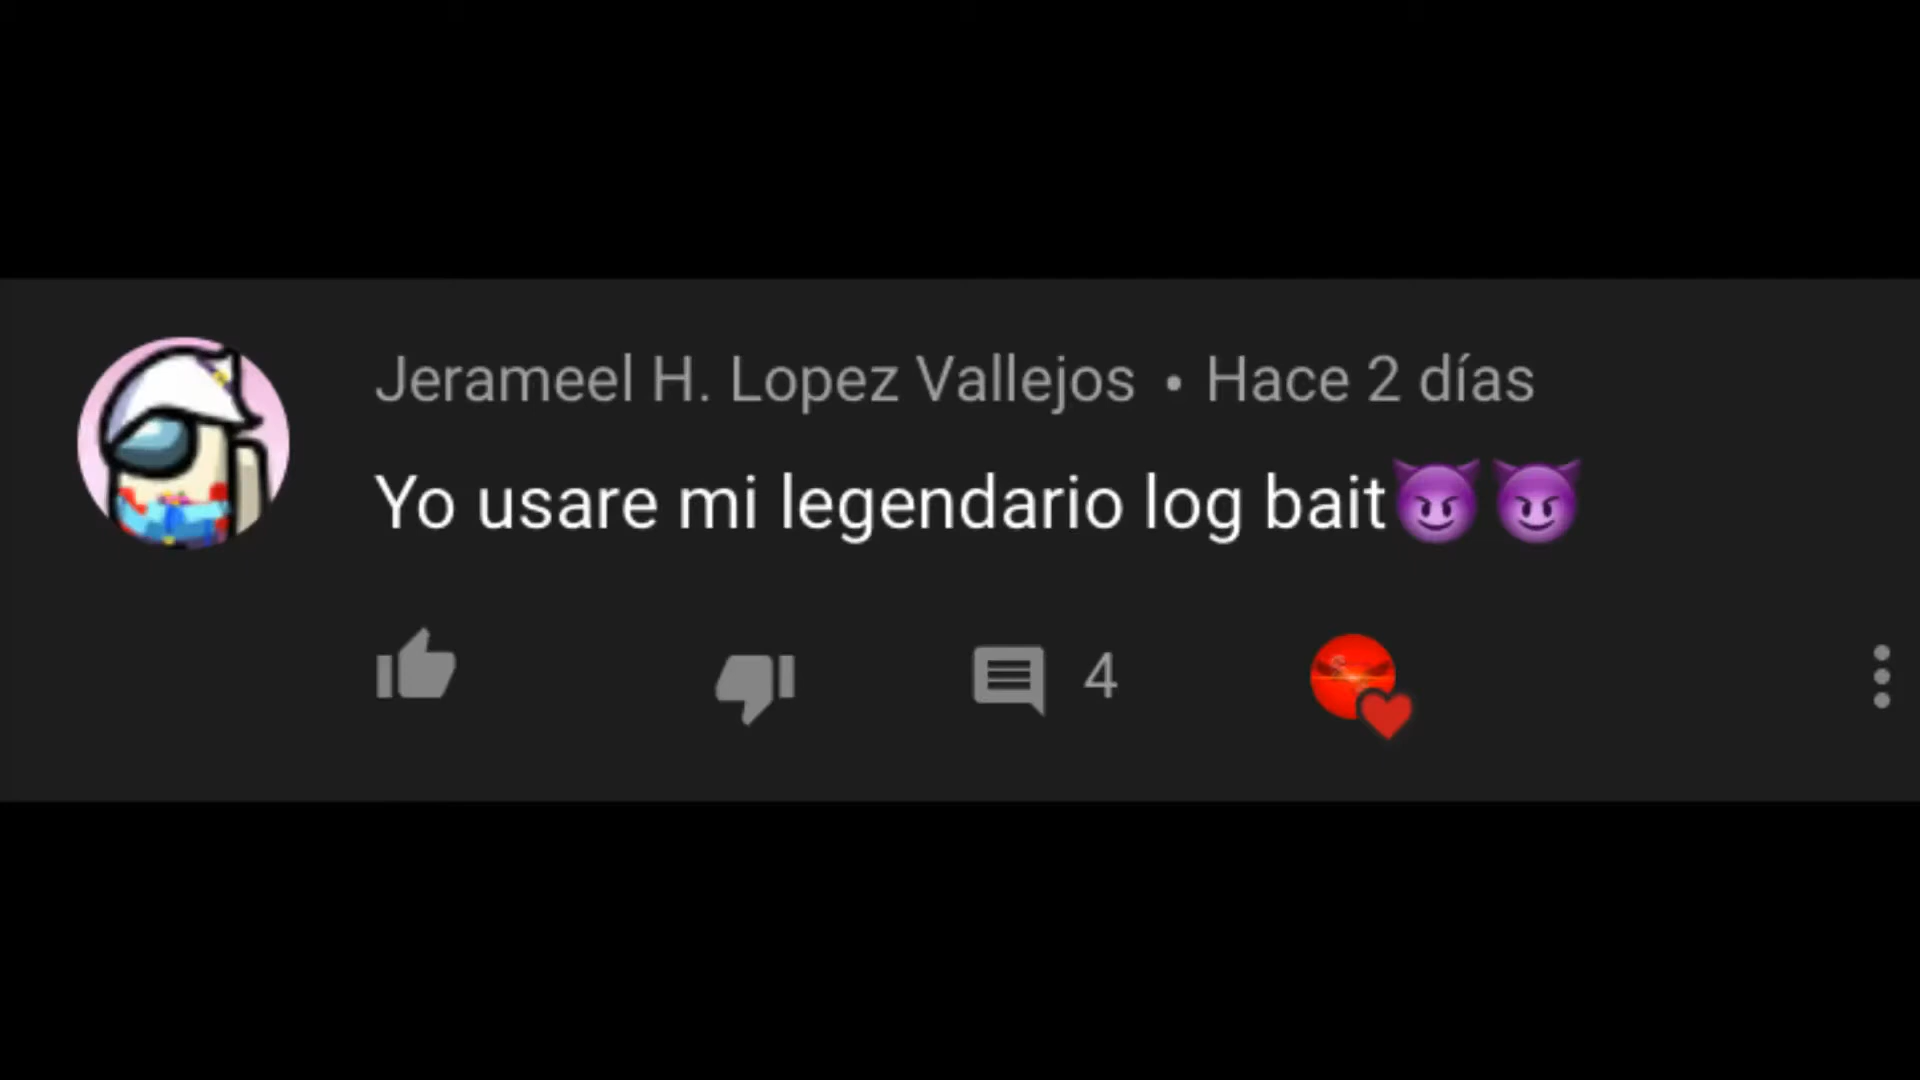 Jerameel H. Lopez Vallejos • Hace 2 días
Yo usare mi legendario log bait😈😈
4